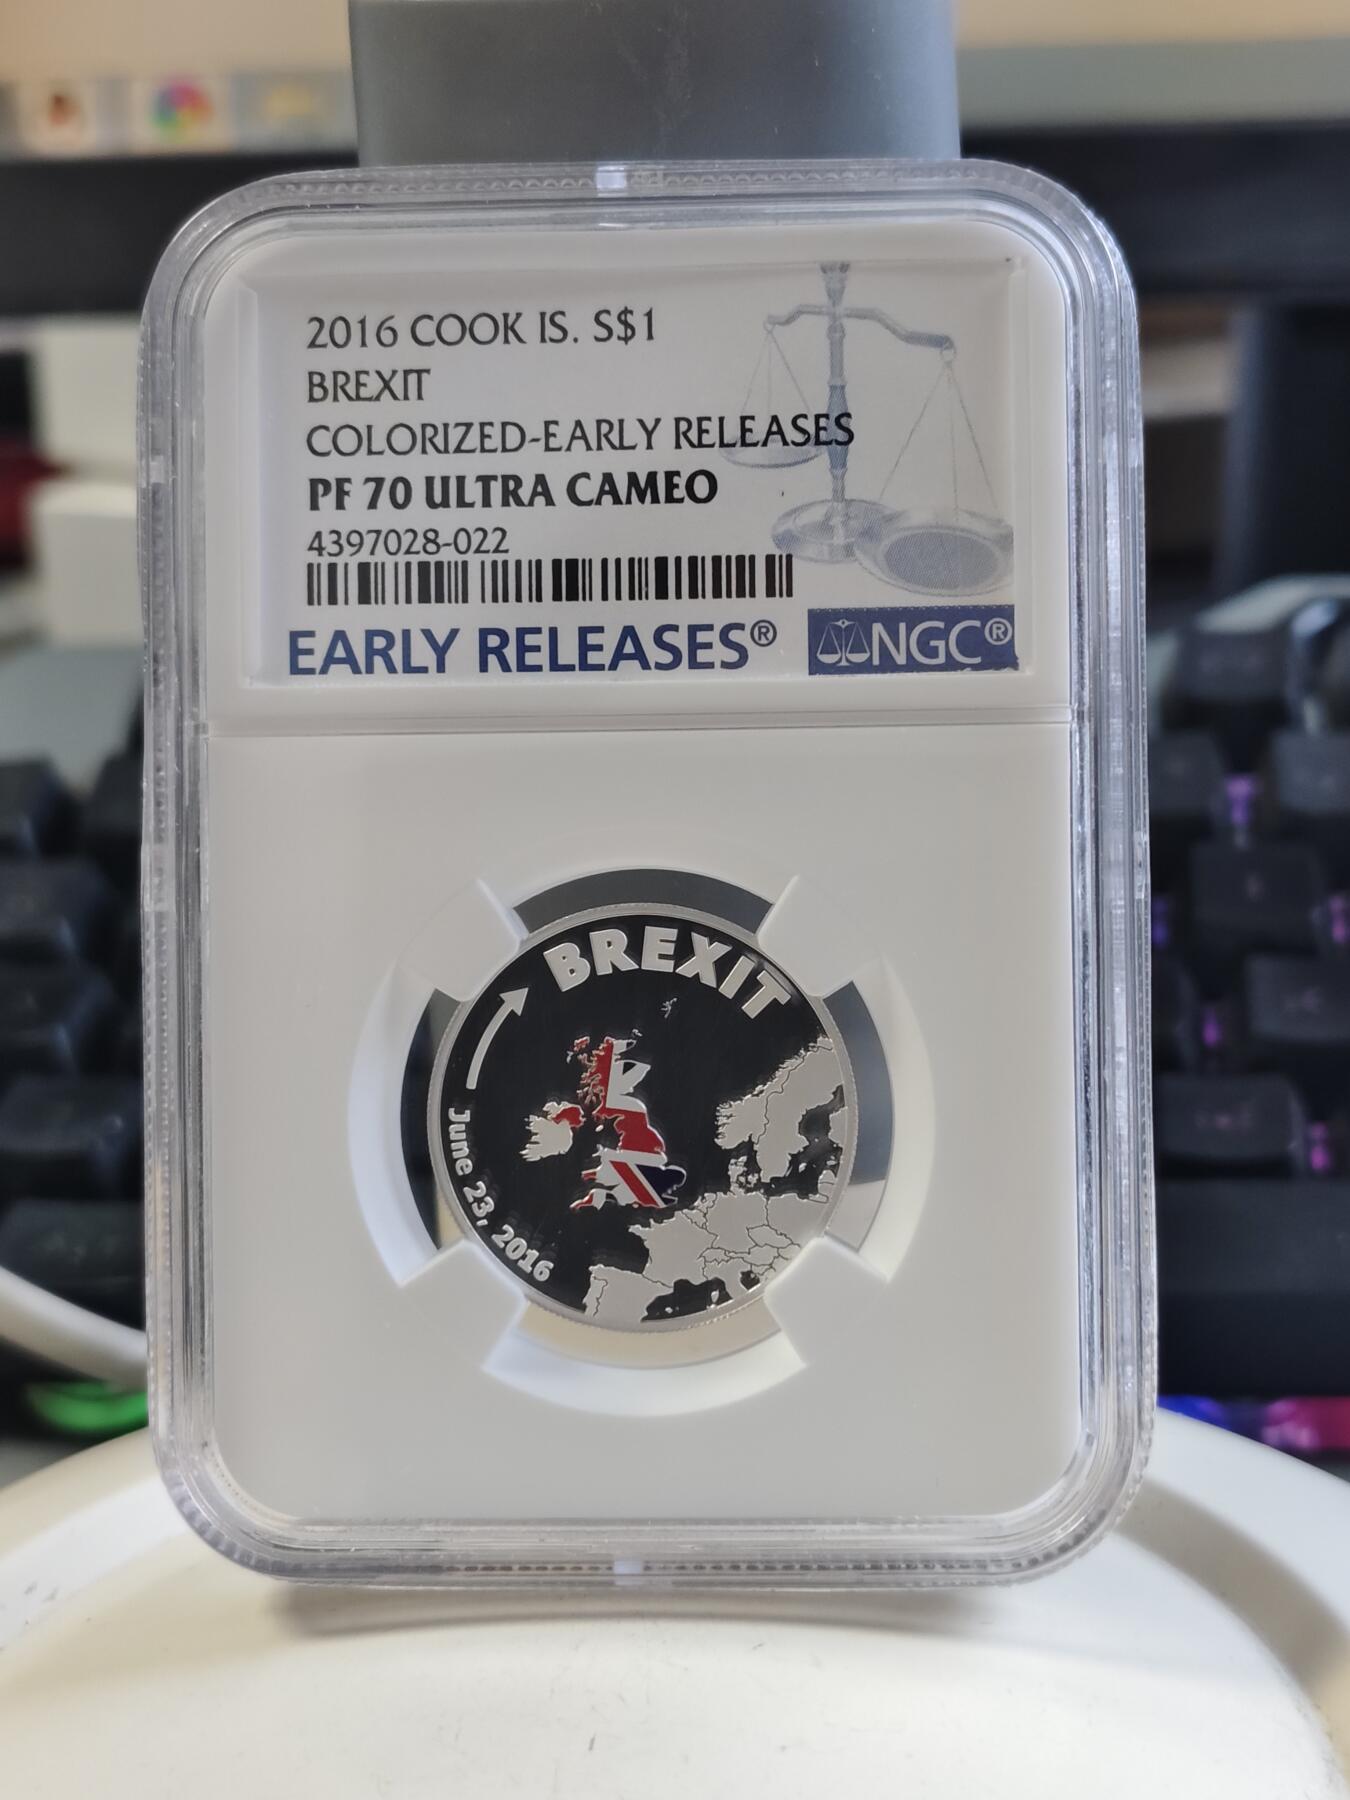 2016 COOK IS. S$1
BREXIT
COLORIZED-EARLY RELEASES
PF 70 ULTRA CAMEO
4397028-022
EARLY RELEASES®
NGC®
BREXIT
June 23, 2016